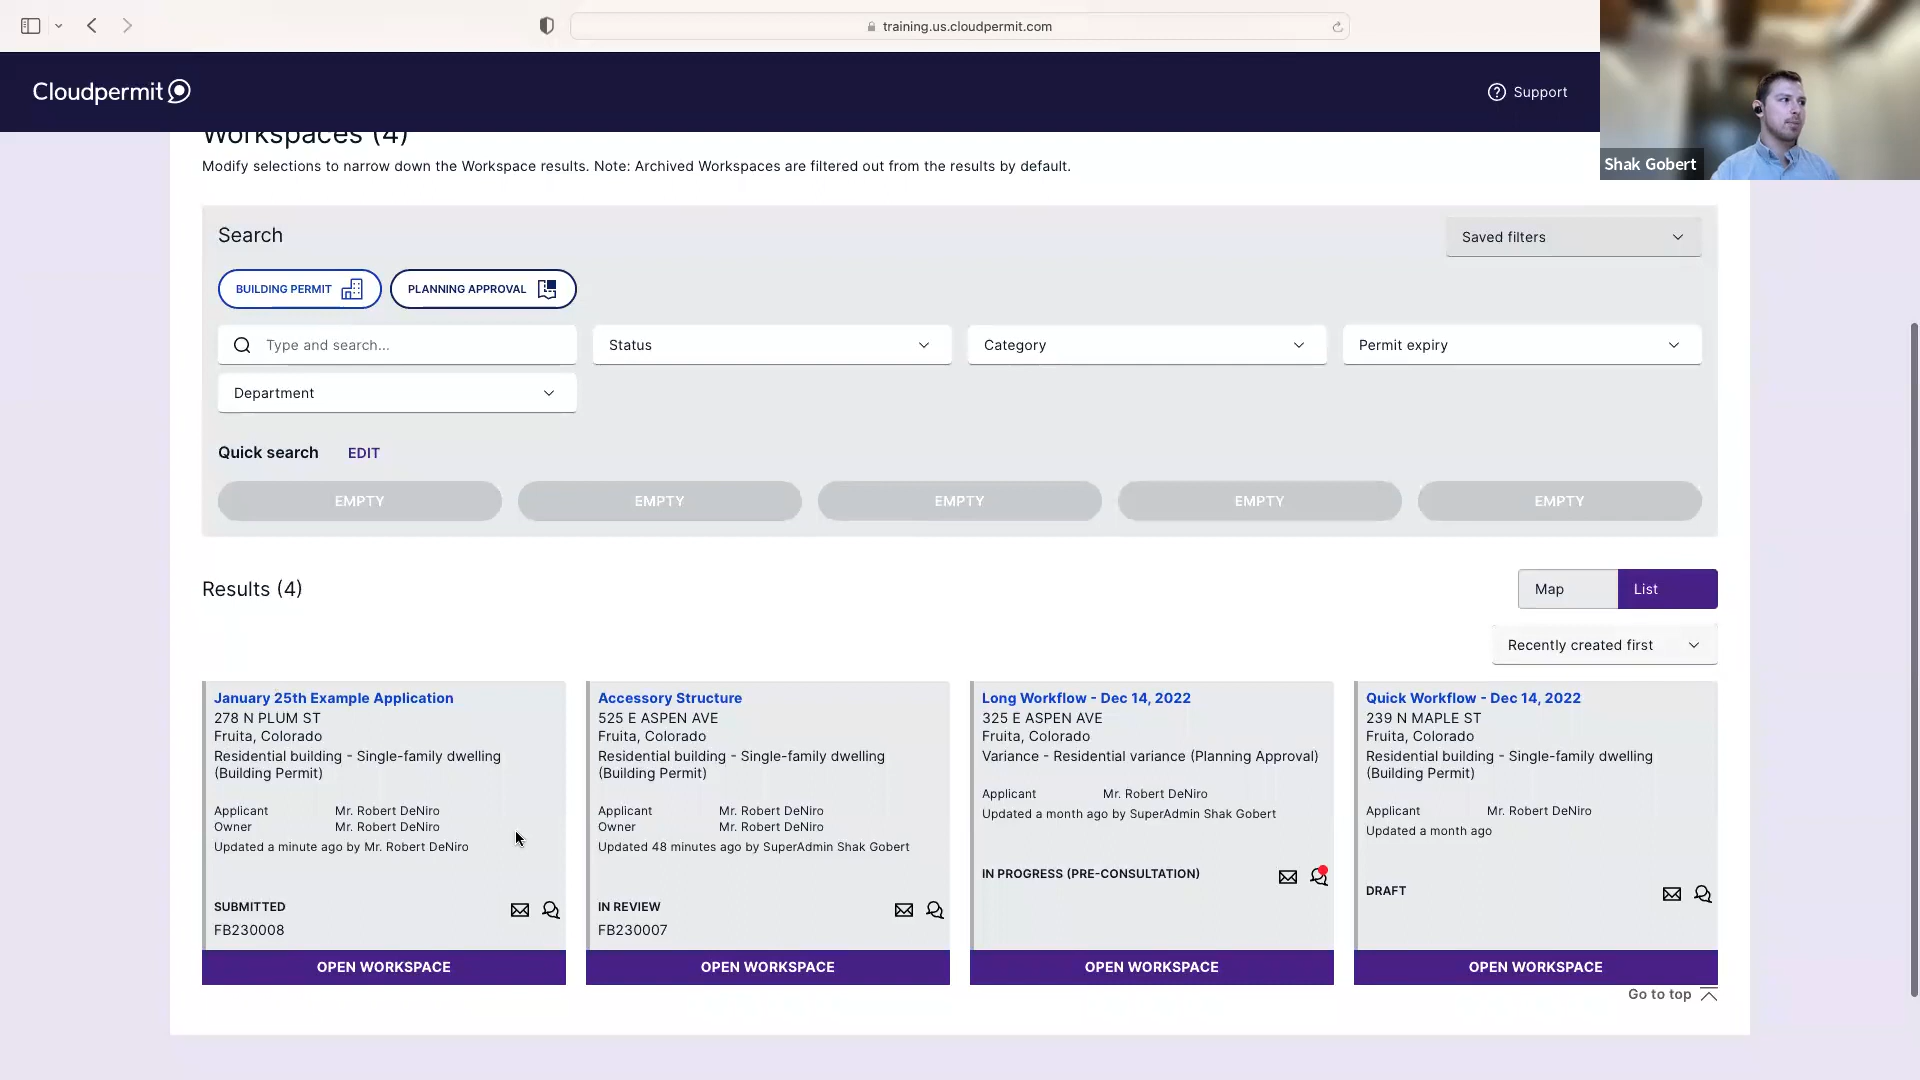 training.us.cloudpermit.com
Cloudpermit
Support
Shak Gobert
Workspaces (4)
Modify selections to narrow down the Workspace results. Note: Archived Workspaces are filtered out from the results by default.
Search
Saved filters
BUILDING PERMIT
PLANNING APPROVAL
Type and search...
Status
Category
Permit expiry
Department
Quick search
EDIT
EMPTY
EMPTY
EMPTY
EMPTY
EMPTY
Results (4)
Map
List
Recently created first
January 25th Example Application
278 N PLUM ST
Fruita, Colorado
Residential building - Single-family dwelling
(Building Permit)
Applicant Mr. Robert DeNiro
Owner Mr. Robert DeNiro
Updated a minute ago by Mr. Robert DeNiro
SUBMITTED
FB230008
OPEN WORKSPACE
Accessory Structure
525 E ASPEN AVE
Fruita, Colorado
Residential building - Single-family dwelling
(Building Permit)
Applicant Mr. Robert DeNiro
Owner Mr. Robert DeNiro
Updated 48 minutes ago by SuperAdmin Shak Gobert
IN REVIEW
FB230007
OPEN WORKSPACE
Long Workflow - Dec 14, 2022
325 E ASPEN AVE
Fruita, Colorado
Variance - Residential variance (Planning Approval)
Applicant Mr. Robert DeNiro
Updated a month ago by SuperAdmin Shak Gobert
IN PROGRESS (PRE-CONSULTATION)
OPEN WORKSPACE
Quick Workflow - Dec 14, 2022
239 N MAPLE ST
Fruita, Colorado
Residential building - Single-family dwelling
(Building Permit)
Applicant Mr. Robert DeNiro
Updated a month ago
DRAFT
OPEN WORKSPACE
Go to top